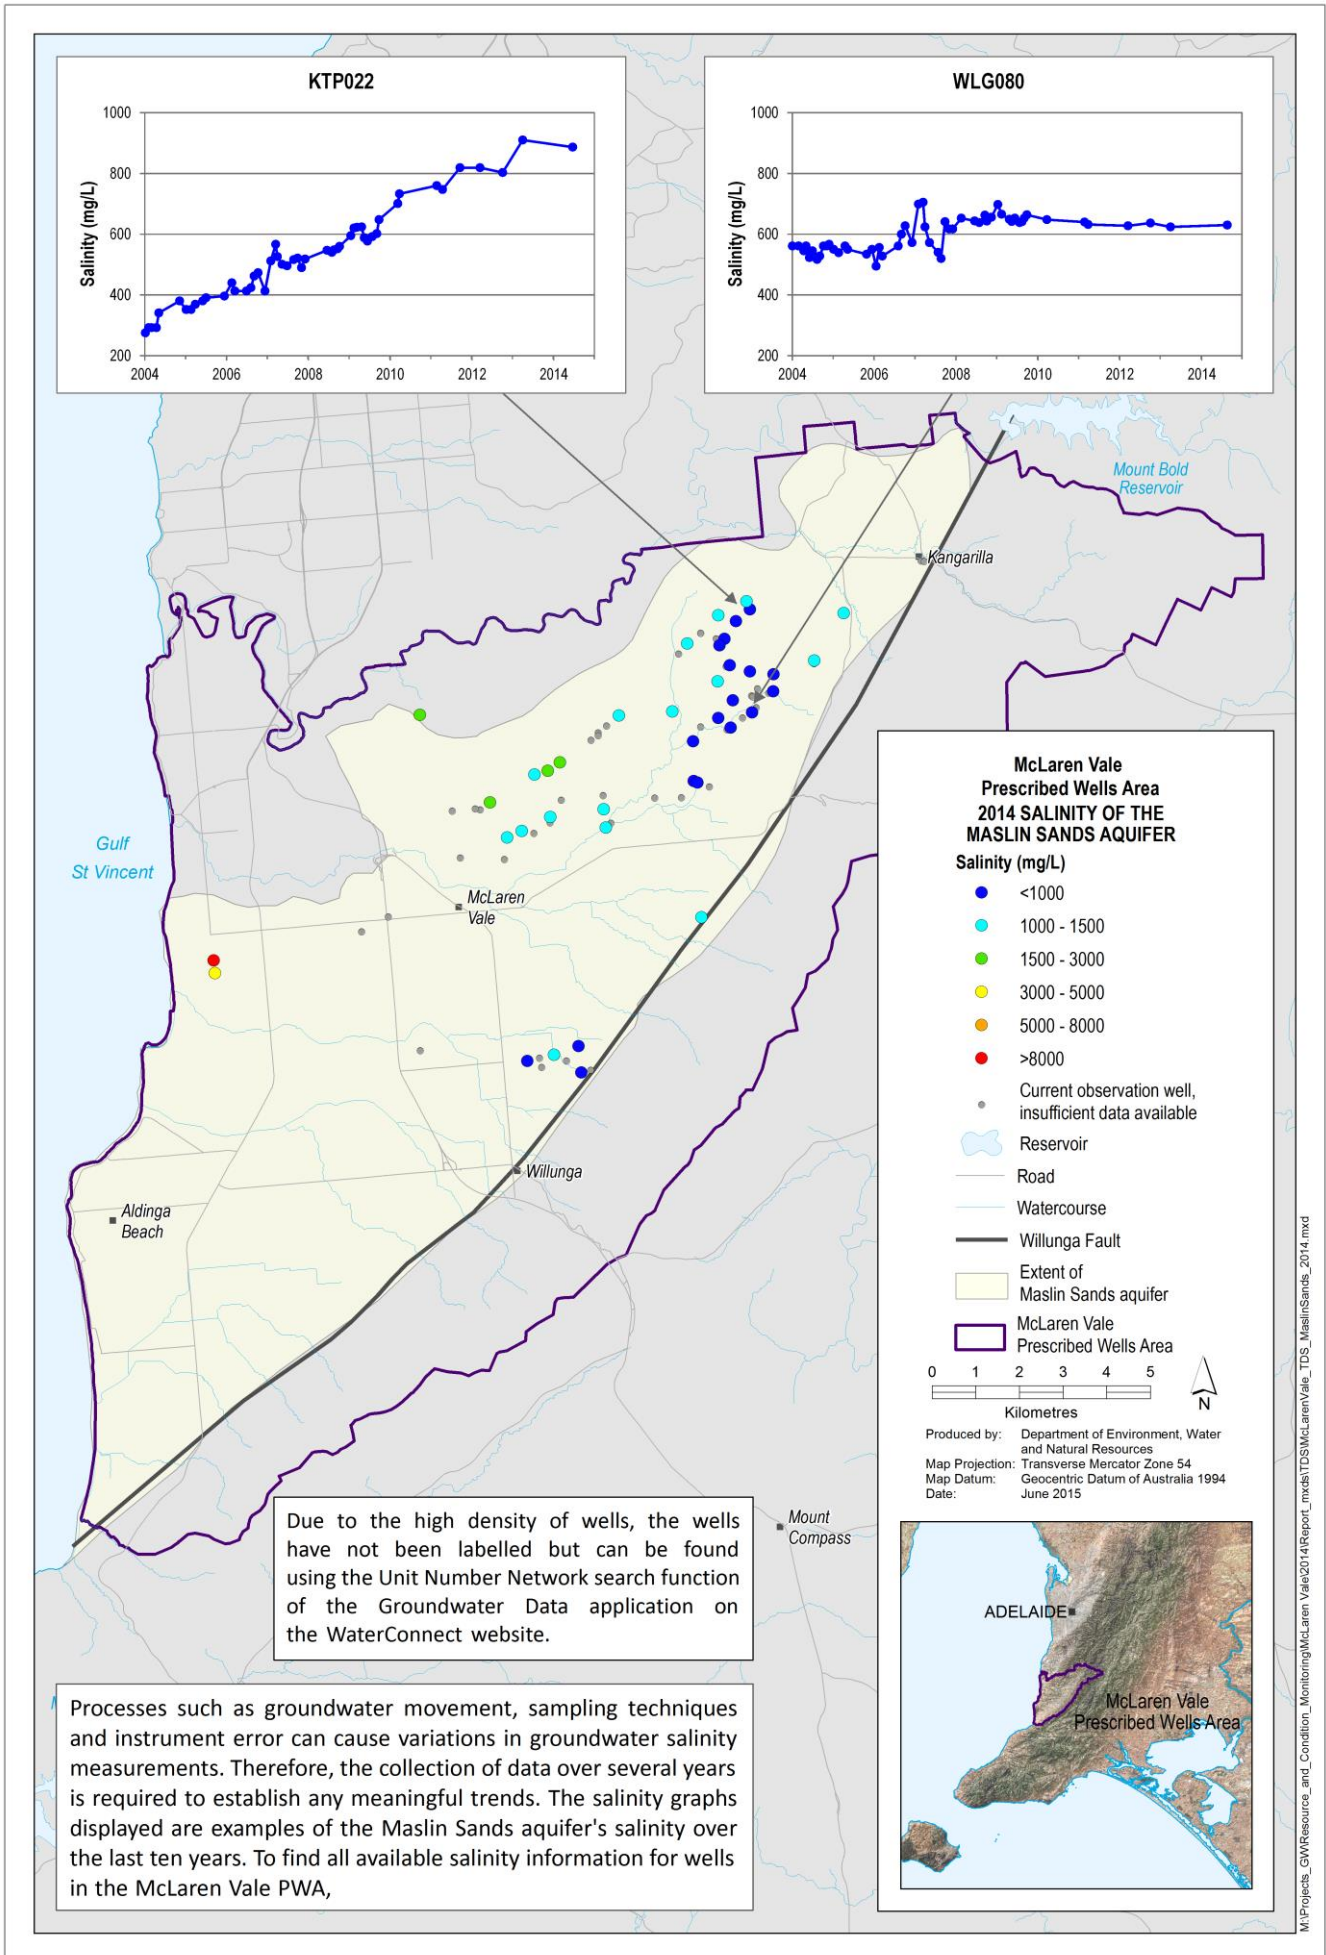 KTP022
1000
800
600
400
200
Salinity (mg/L)
2004 2006 2008 2010 2012 2014
WLG080
1000
800
600
400
200
Salinity (mg/L)
2004 2006 2008 2010 2012 2014
Mount Bold
Reservoir
Kangarilla
Gulf
St Vincent
McLaren
Vale
Willunga
Aldinga
Beach
Mount
Compass
McLaren Vale
Prescribed Wells Area
2014 SALINITY OF THE
MASLIN SANDS AQUIFER
Salinity (mg/L)
<1000
1000 - 1500
1500 - 3000
3000 - 5000
5000 - 8000
>8000
Current observation well,
insufficient data available
Reservoir
Road
Watercourse
Willunga Fault
Extent of
Maslin Sands aquifer
McLaren Vale
Prescribed Wells Area
0 1 2 3 4 5
Kilometres
N
Produced by: Department of Environment, Water
and Natural Resources
Map Projection: Transverse Mercator Zone 54
Map Datum: Geocentric Datum of Australia 1994
Date: June 2015
ADELAIDE
McLaren Vale
Prescribed Wells Area
Due to the high density of wells, the wells
have not been labelled but can be found
using the Unit Number Network search function
of the Groundwater Data application on
the WaterConnect website.
Processes such as groundwater movement, sampling techniques
and instrument error can cause variations in groundwater salinity
measurements. Therefore, the collection of data over several years
is required to establish any meaningful trends. The salinity graphs
displayed are examples of the Maslin Sands aquifer's salinity over
the last ten years. To find all available salinity information for wells
in the McLaren Vale PWA,
M:\Projects_GW\Resource_and_Condition_Monitoring\McLaren Vale\2014\Report_mxds\TDS\McLarenVale_TDS_MaslinSands_2014.mxd